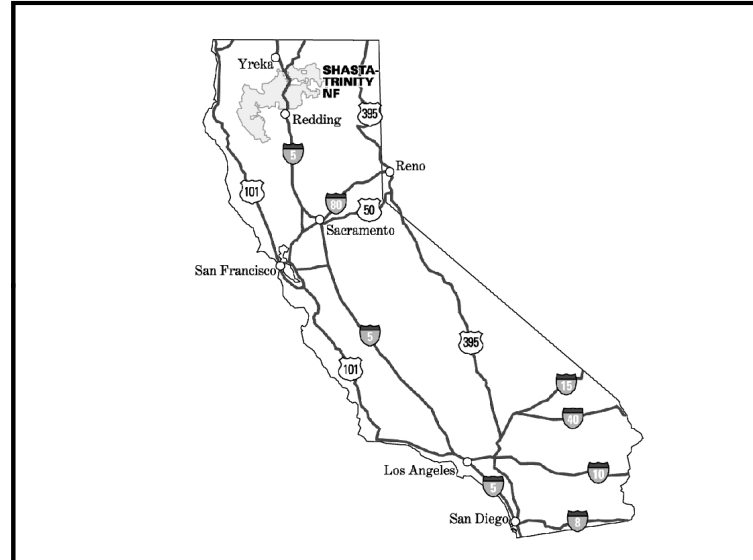 Yreka
SHASTA-
TRINITY
NF
Redding
395
5
Reno
101
80
50
Sacramento
San Francisco
5
395
101
15
40
Los Angeles
10
5
San Diego
8